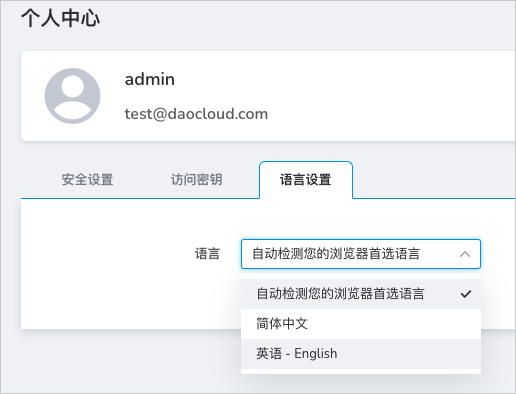 个人中心
admin
test@daocloud.com
安全设置 访问密钥 语言设置
语言 自动检测您的浏览器首选语言
自动检测您的浏览器首选语言
简体中文
英语 - English